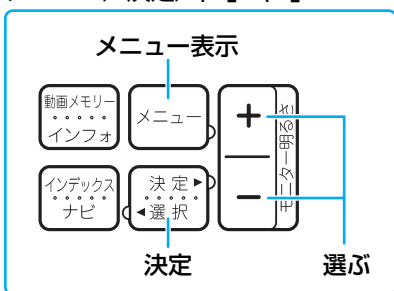 メニュー表示
動画メモリー
インフォ
メニュー
+
モニター明るさ
インデックス
ナビ
決定▶
◀選択
−
決定
選ぶ